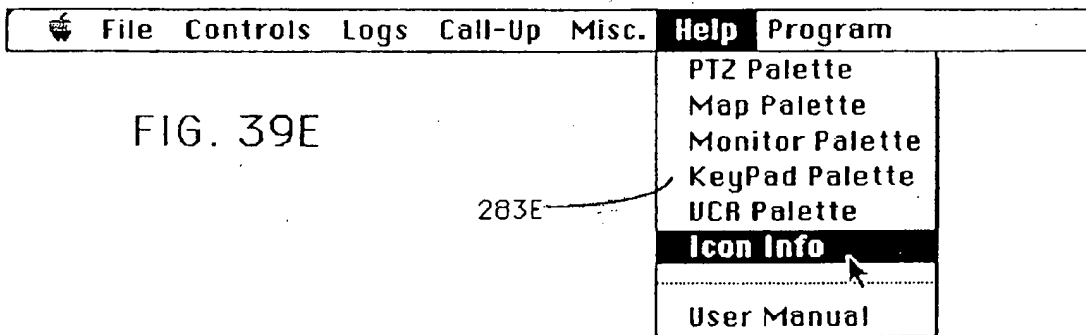 File Controls Logs Call-Up Misc. Help Program
PTZ Palette
Map Palette
FIG. 39E
Monitor Palette
KeyPad Palette
283E
VCR Palette
Icon Info
User Manual